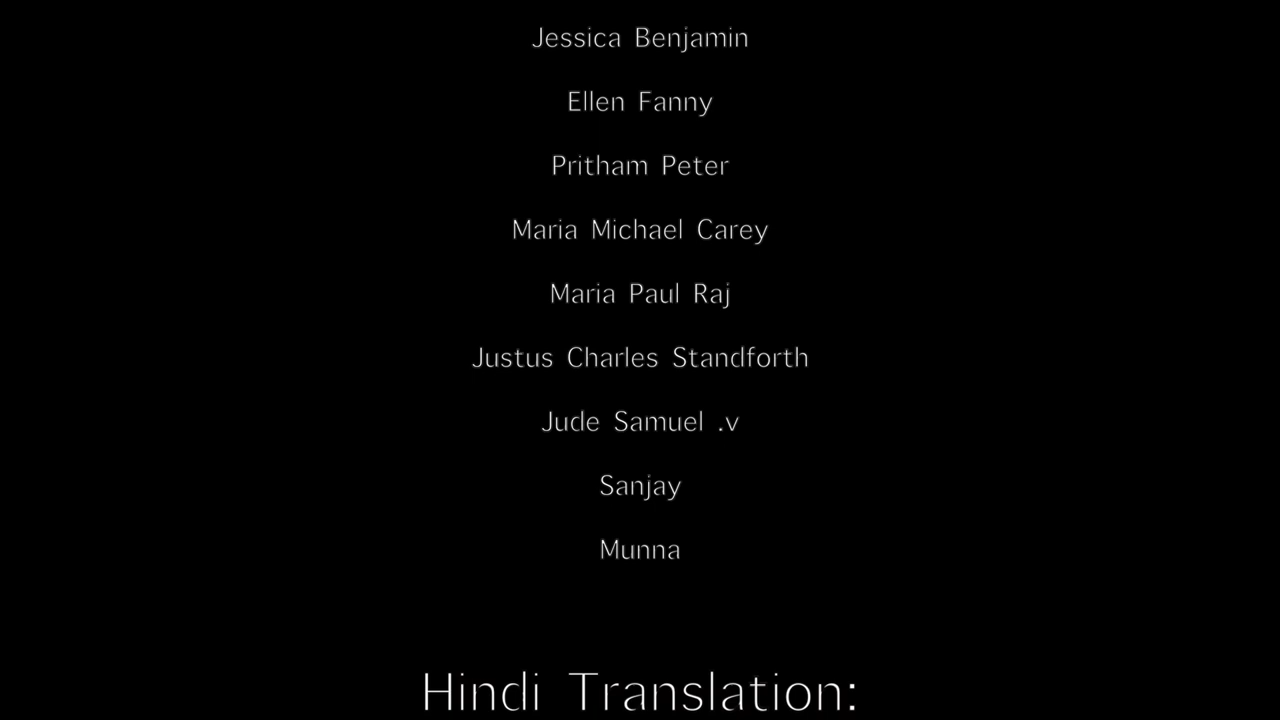 Jessica Benjamin
Ellen Fanny
Pritham Peter
Maria Michael Carey
Maria Paul Raj
Justus Charles Standforth
Jude Samuel .v
Sanjay
Munna
Hindi Translation: